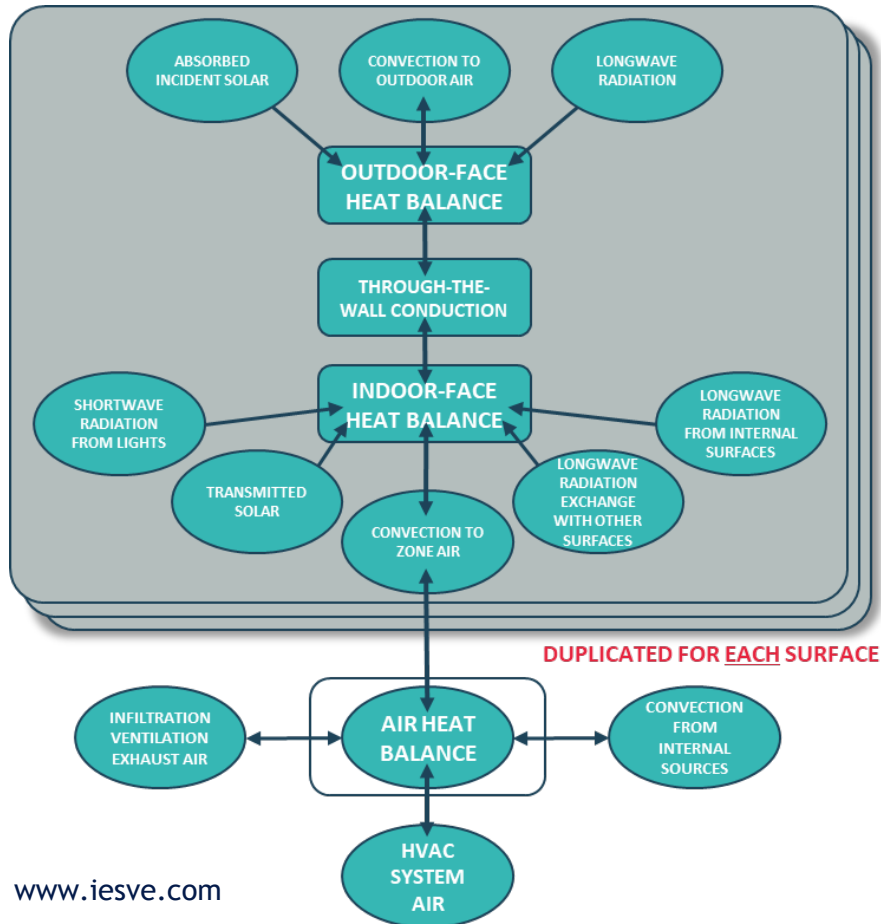 ABSORBED
INCIDENT SOLAR
CONVECTION TO
OUTDOOR AIR
LONGWAVE
RADIATION
OUTDOOR-FACE
HEAT BALANCE
THROUGH-THE-
WALL CONDUCTION
INDOOR-FACE
HEAT BALANCE
SHORTWAVE
RADIATION
FROM LIGHTS
LONGWAVE
RADIATION
FROM INTERNAL
SURFACES
TRANSMITTED
SOLAR
CONVECTION TO
ZONE AIR
LONGWAVE
RADIATION
EXCHANGE
WITH OTHER
SURFACES
DUPLICATED FOR EACH SURFACE
INFILTRATION
VENTILATION
EXHAUST AIR
AIR HEAT
BALANCE
CONVECTION
FROM
INTERNAL
SOURCES
HVAC
SYSTEM
AIR
www.iesve.com